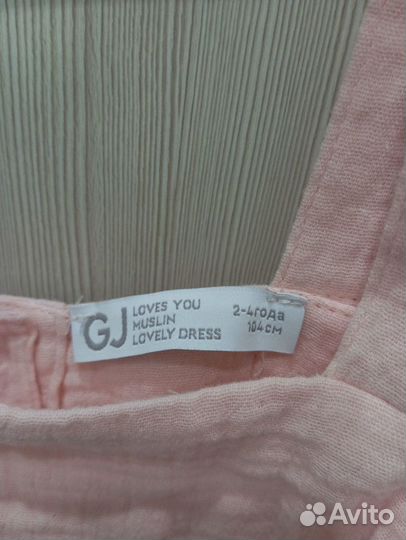 GJ
LOVES YOU
MUSLIN
LOVELY DRESS
2-4года
104см
Avito